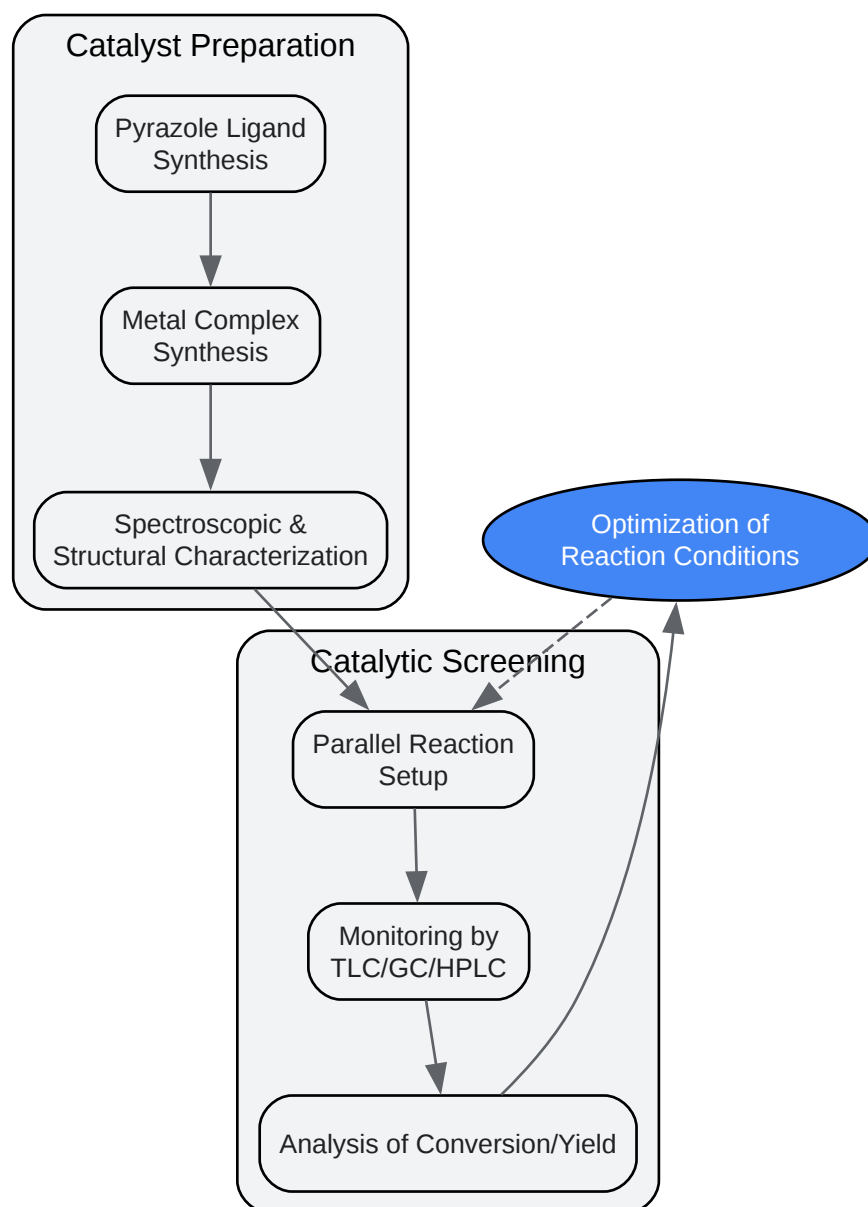 Catalyst Preparation
Pyrazole Ligand
Synthesis
Metal Complex
Synthesis
Spectroscopic &
Structural Characterization
Optimization of
Reaction Conditions
Catalytic Screening
Parallel Reaction
Setup
Monitoring by
TLC/GC/HPLC
Analysis of Conversion/Yield